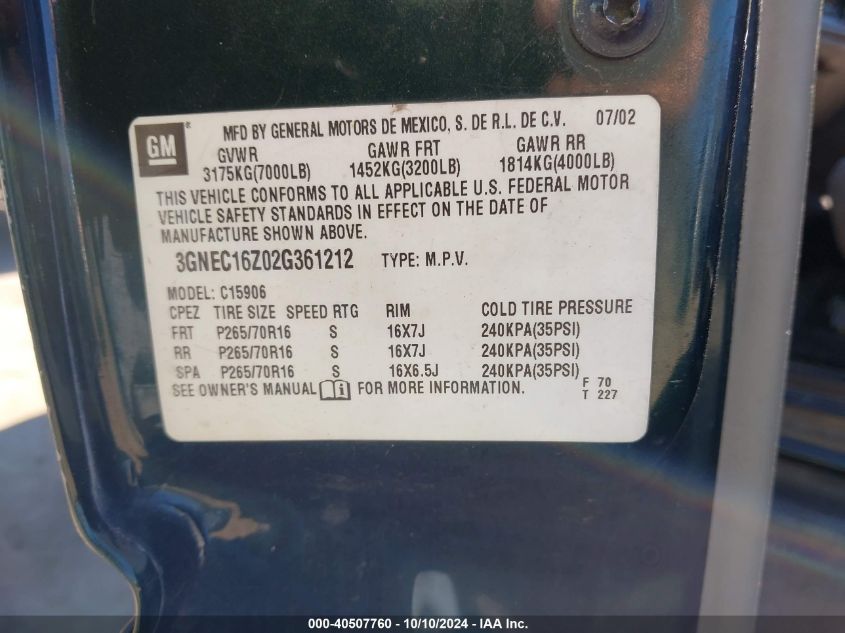 GM ®
MFD BY GENERAL MOTORS DE MEXICO, S. DE R.L. DE C.V. 07/02
GVWR GAWR FRT GAWR RR
3175KG(7000LB) 1452KG(3200LB) 1814KG(4000LB)
THIS VEHICLE CONFORMS TO ALL APPLICABLE U.S. FEDERAL MOTOR
VEHICLE SAFETY STANDARDS IN EFFECT ON THE DATE OF
MANUFACTURE SHOWN ABOVE.
3GNEC16Z02G361212 TYPE: M.P.V.
MODEL: C15906
CPEZ TIRE SIZE SPEED RTG RIM COLD TIRE PRESSURE
FRT P265/70R16 S 16X7J 240KPA(35PSI)
RR P265/70R16 S 16X7J 240KPA(35PSI)
SPA P265/70R16 S 16X6.5J 240KPA(35PSI)
SEE OWNER'S MANUAL i FOR MORE INFORMATION. F 70
T 227
000-40507760 - 10/10/2024 - IAA Inc.